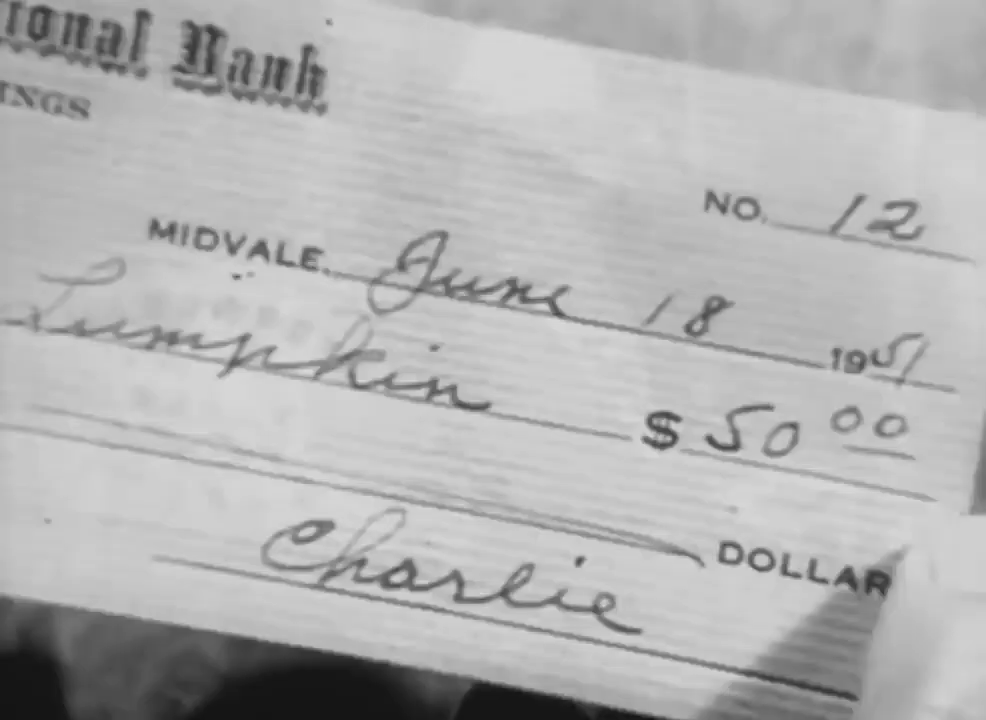 tional Bank
INGS
NO. 12
MIDVALE. June 18 1951
Lumpkin $50 00
DOLLAR
Charlie